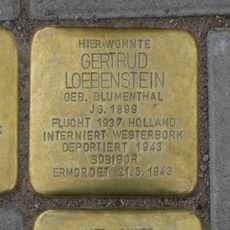 HIER WOHNTE
GERTRUD
LOEBENSTEIN
GEB. BLUMENTHAL
JG. 1899
FLUCHT 1937 HOLLAND
INTERNIERT WESTERBORK
DEPORTIERT 1943
SOBIBOR
ERMORDET 21.5.1943